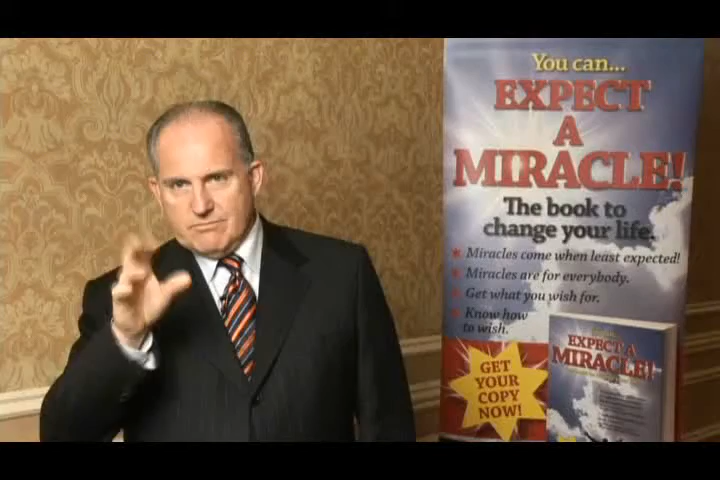 You can...
EXPECT
A
MIRACLE!
The book to
change your life.
Miracles come when least expected!
Miracles are for everybody.
Get what you wish for.
Know how
to wish.
GET
YOUR
COPY
NOW!
EXPECT A
MIRACLE!